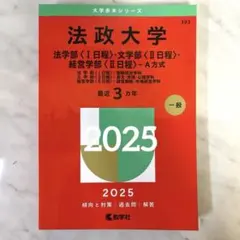 大学赤本シリーズ
法政大学
法学部〈Ⅰ日程〉・文学部〈Ⅱ日程〉・
経営学部〈Ⅱ日程〉-A方式
最近3カ年
一般
2025
2025
傾向と対策|過去問|解答
教学社